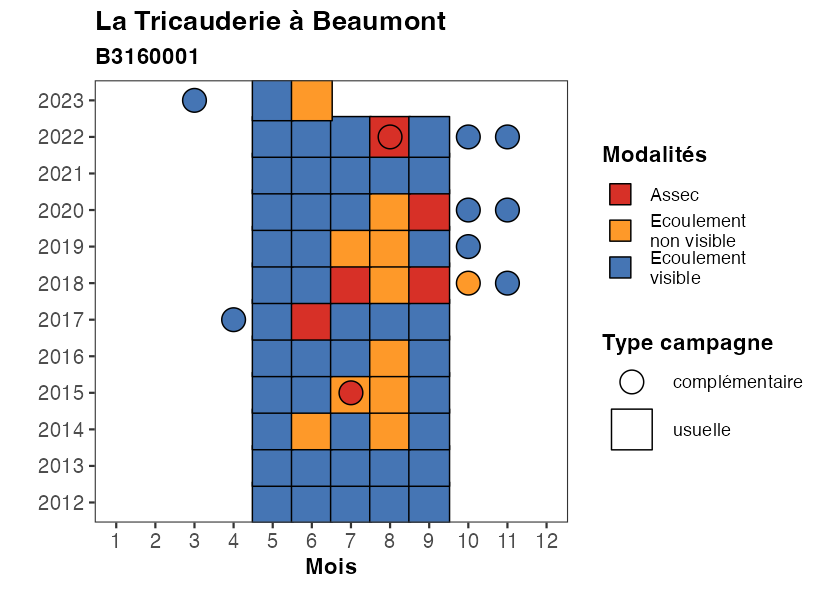 La Tricauderie à Beaumont
B3160001
2023
2022
2021
2020
2019
2018
2017
2016
2015
2014
2013
2012
1 2 3 4 5 6 7 8 9 10 11 12
Mois
Modalités
Assec
Ecoulement
non visible
Ecoulement
visible
Type campagne
complémentaire
usuelle